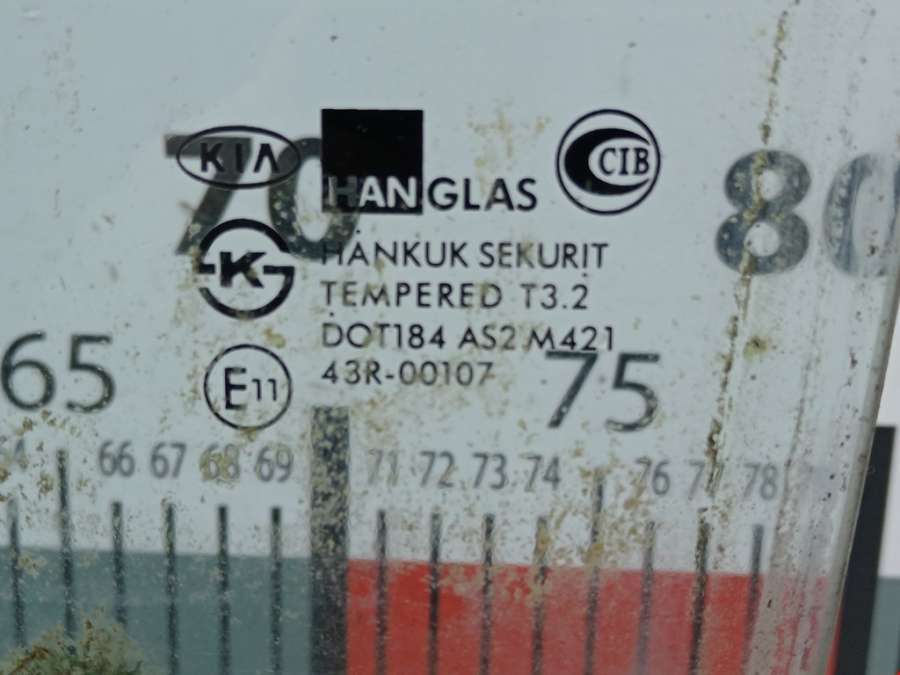 70
80
KIA
HANGLAS
CIB
K
HANKUK SEKURIT
TEMPERED T3.2
DOT184 AS2 M421
43R-00107
E11
65
75
66 67 68 69 71 72 73 74 76 77 78